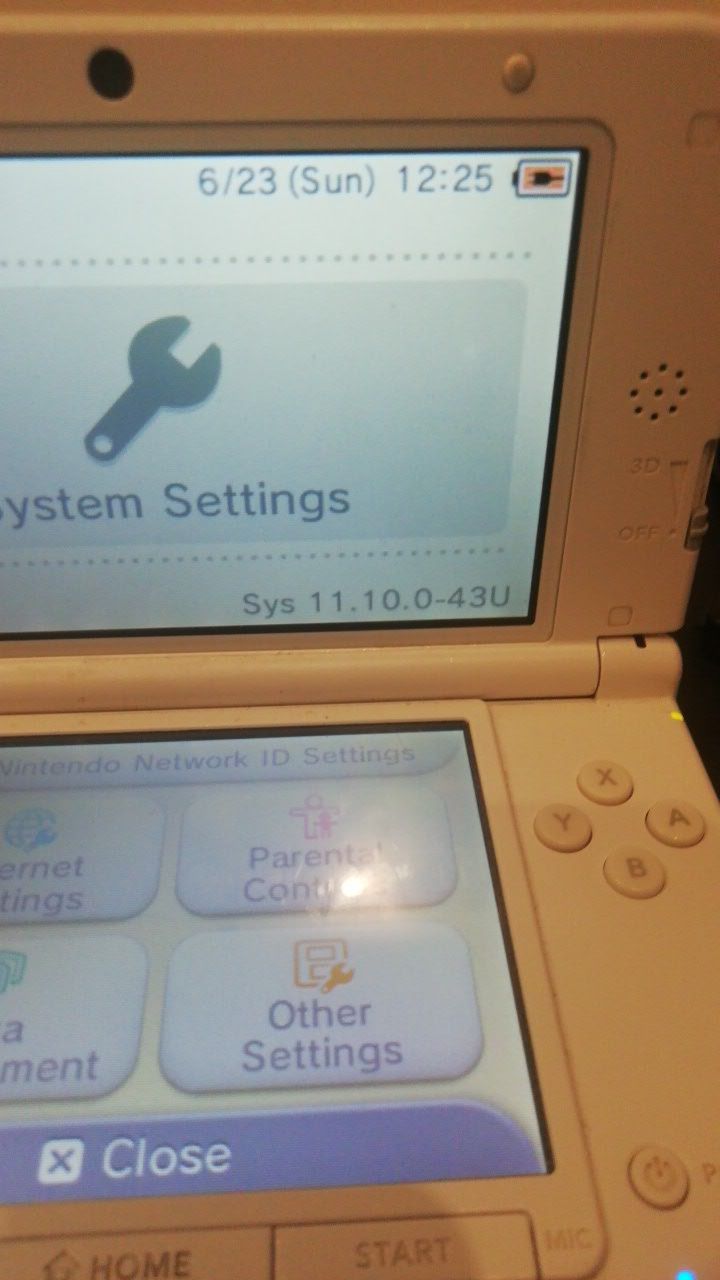 6/23 (Sun) 12:25
ystem Settings
Sys 11.10.0-43U
Nintendo Network ID Settings
ernet
tings
Parental
a
ment
Other
Settings
X Close
3D
OFF
X
Y
A
B
HOME
START
MIC
P